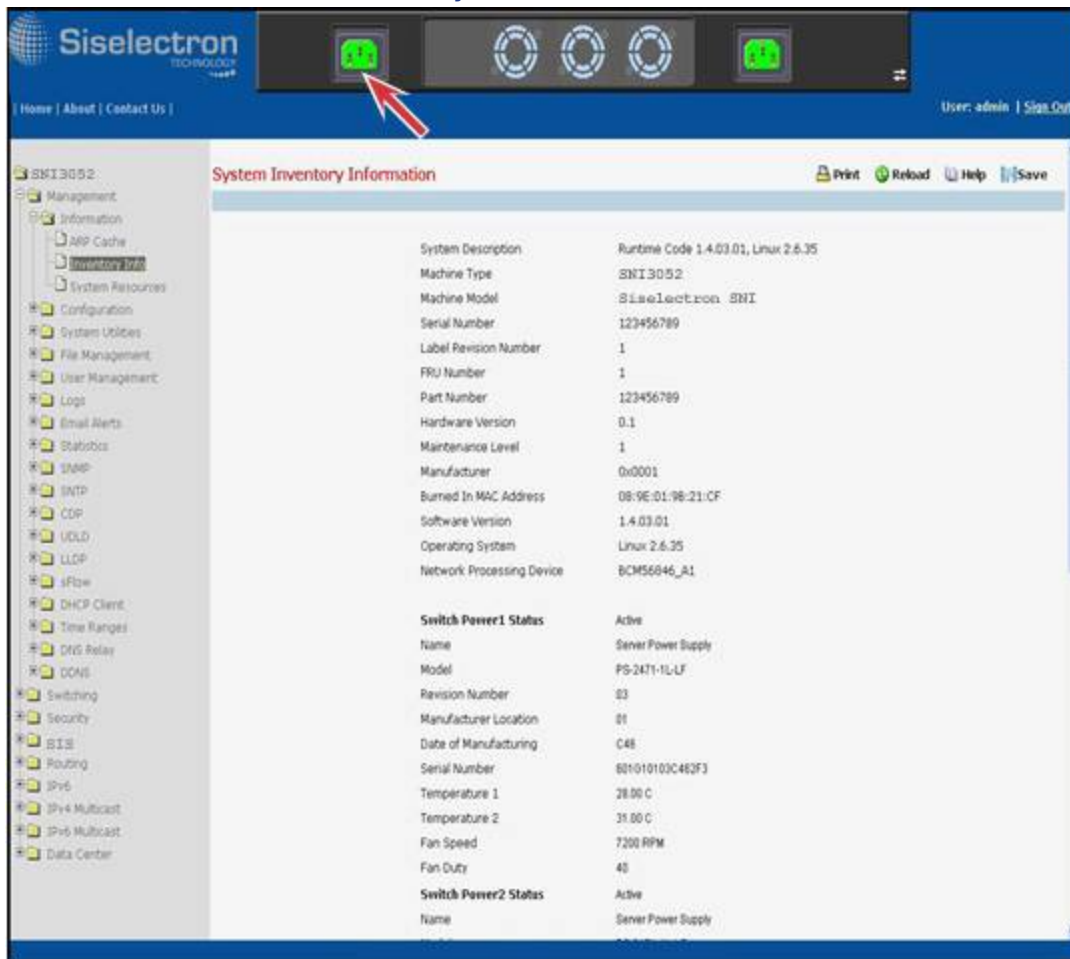 Siselectron
TECHNOLOGY
| Home | About | Contact Us |
User: admin | Sign Out
SNI3052
Management
Information
ARP Cache
Inventory Info
System Resources
Configuration
System Utilities
File Management
User Management
Logs
Email Alerts
Statistics
SNMP
SNTP
CDP
UDLD
LLDP
sFlow
DHCP Client
Time Ranges
DNS Relay
DDNS
Switching
Security
SIS
Routing
IPv6
IPv4 Multicast
IPv6 Multicast
Data Center
System Inventory Information
Print Reload Help Save
System Description Runtime Code 1.4.03.01, Linux 2.6.35
Machine Type SNI3052
Machine Model Siselectron SNI
Serial Number 123456789
Label Revision Number 1
FRU Number 1
Part Number 123456789
Hardware Version 0.1
Maintenance Level 1
Manufacturer 0x0001
Burned In MAC Address 08:9E:01:98:21:CF
Software Version 1.4.03.01
Operating System Linux 2.6.35
Network Processing Device BCM56846_A1
Switch Power1 Status Active
Name Server Power Supply
Model PS-2471-1L-LF
Revision Number 03
Manufacturer Location 01
Date of Manufacturing C48
Serial Number 601010103C482F3
Temperature 1 28.00 C
Temperature 2 31.00 C
Fan Speed 7200 RPM
Fan Duty 40
Switch Power2 Status Active
Name Server Power Supply